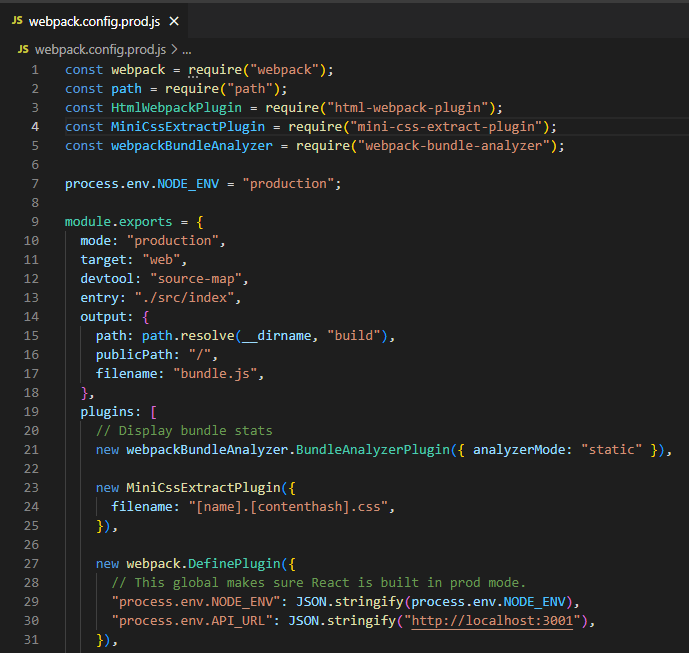 JS webpack.config.prod.js ×
JS webpack.config.prod.js > ...
1 const webpack = require("webpack");
2 const path = require("path");
3 const HtmlWebpackPlugin = require("html-webpack-plugin");
4 const MiniCssExtractPlugin = require("mini-css-extract-plugin");
5 const webpackBundleAnalyzer = require("webpack-bundle-analyzer");
6
7 process.env.NODE_ENV = "production";
8
9 module.exports = {
10   mode: "production",
11   target: "web",
12   devtool: "source-map",
13   entry: "./src/index",
14   output: {
15     path: path.resolve(__dirname, "build"),
16     publicPath: "/",
17     filename: "bundle.js",
18   },
19   plugins: [
20     // Display bundle stats
21     new webpackBundleAnalyzer.BundleAnalyzerPlugin({ analyzerMode: "static" }),
22
23     new MiniCssExtractPlugin({
24       filename: "[name].[contenthash].css",
25     }),
26
27     new webpack.DefinePlugin({
28       // This global makes sure React is built in prod mode.
29       "process.env.NODE_ENV": JSON.stringify(process.env.NODE_ENV),
30       "process.env.API_URL": JSON.stringify("http://localhost:3001"),
31     }),